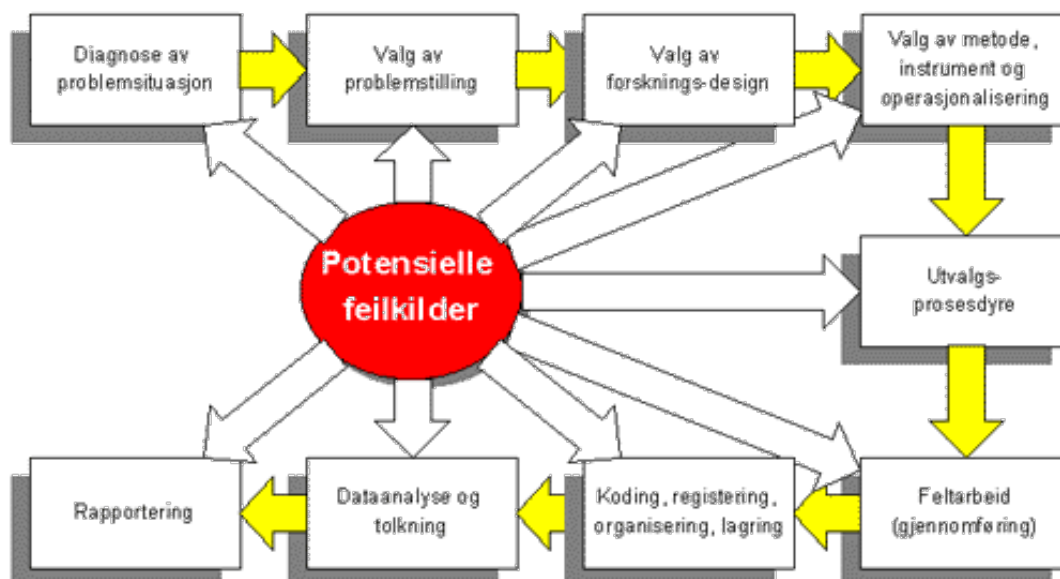 Diagnose av
problemsituasjon
Valg av
problemstilling
Valg av
forsknings-design
Valg av metode,
instrument og
operasjonalisering
Potensielle
feilkilder
Utvalgs-
prosesdyre
Rapportering
Dataanalyse og
tolkning
Koding, registering,
organisering, lagring
Feltarbeid
(gjennomføring)